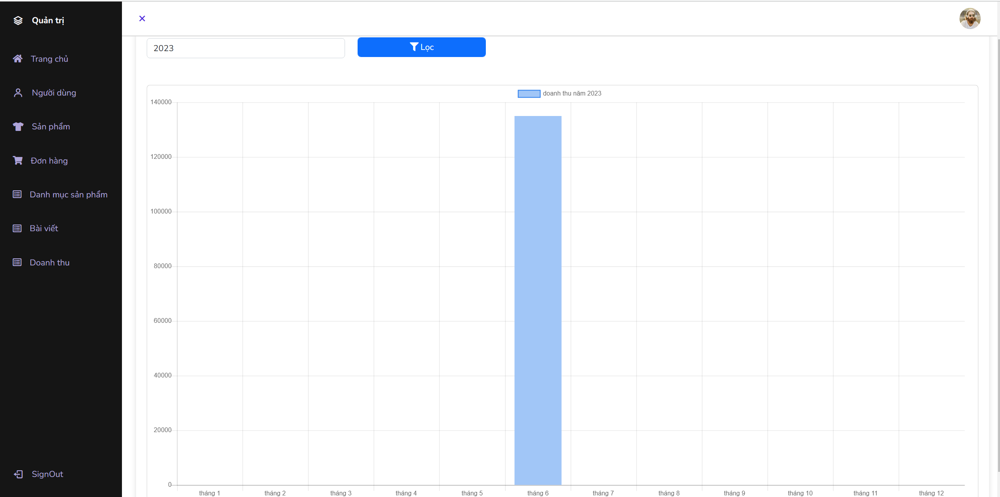 Quản trị
Trang chủ
Người dùng
Sản phẩm
Đơn hàng
Danh mục sản phẩm
Bài viết
Doanh thu
SignOut
2023
Lọc
doanh thu năm 2023
140000
120000
100000
80000
60000
40000
20000
0
tháng 1 tháng 2 tháng 3 tháng 4 tháng 5 tháng 6 tháng 7 tháng 8 tháng 9 tháng 10 tháng 11 tháng 12